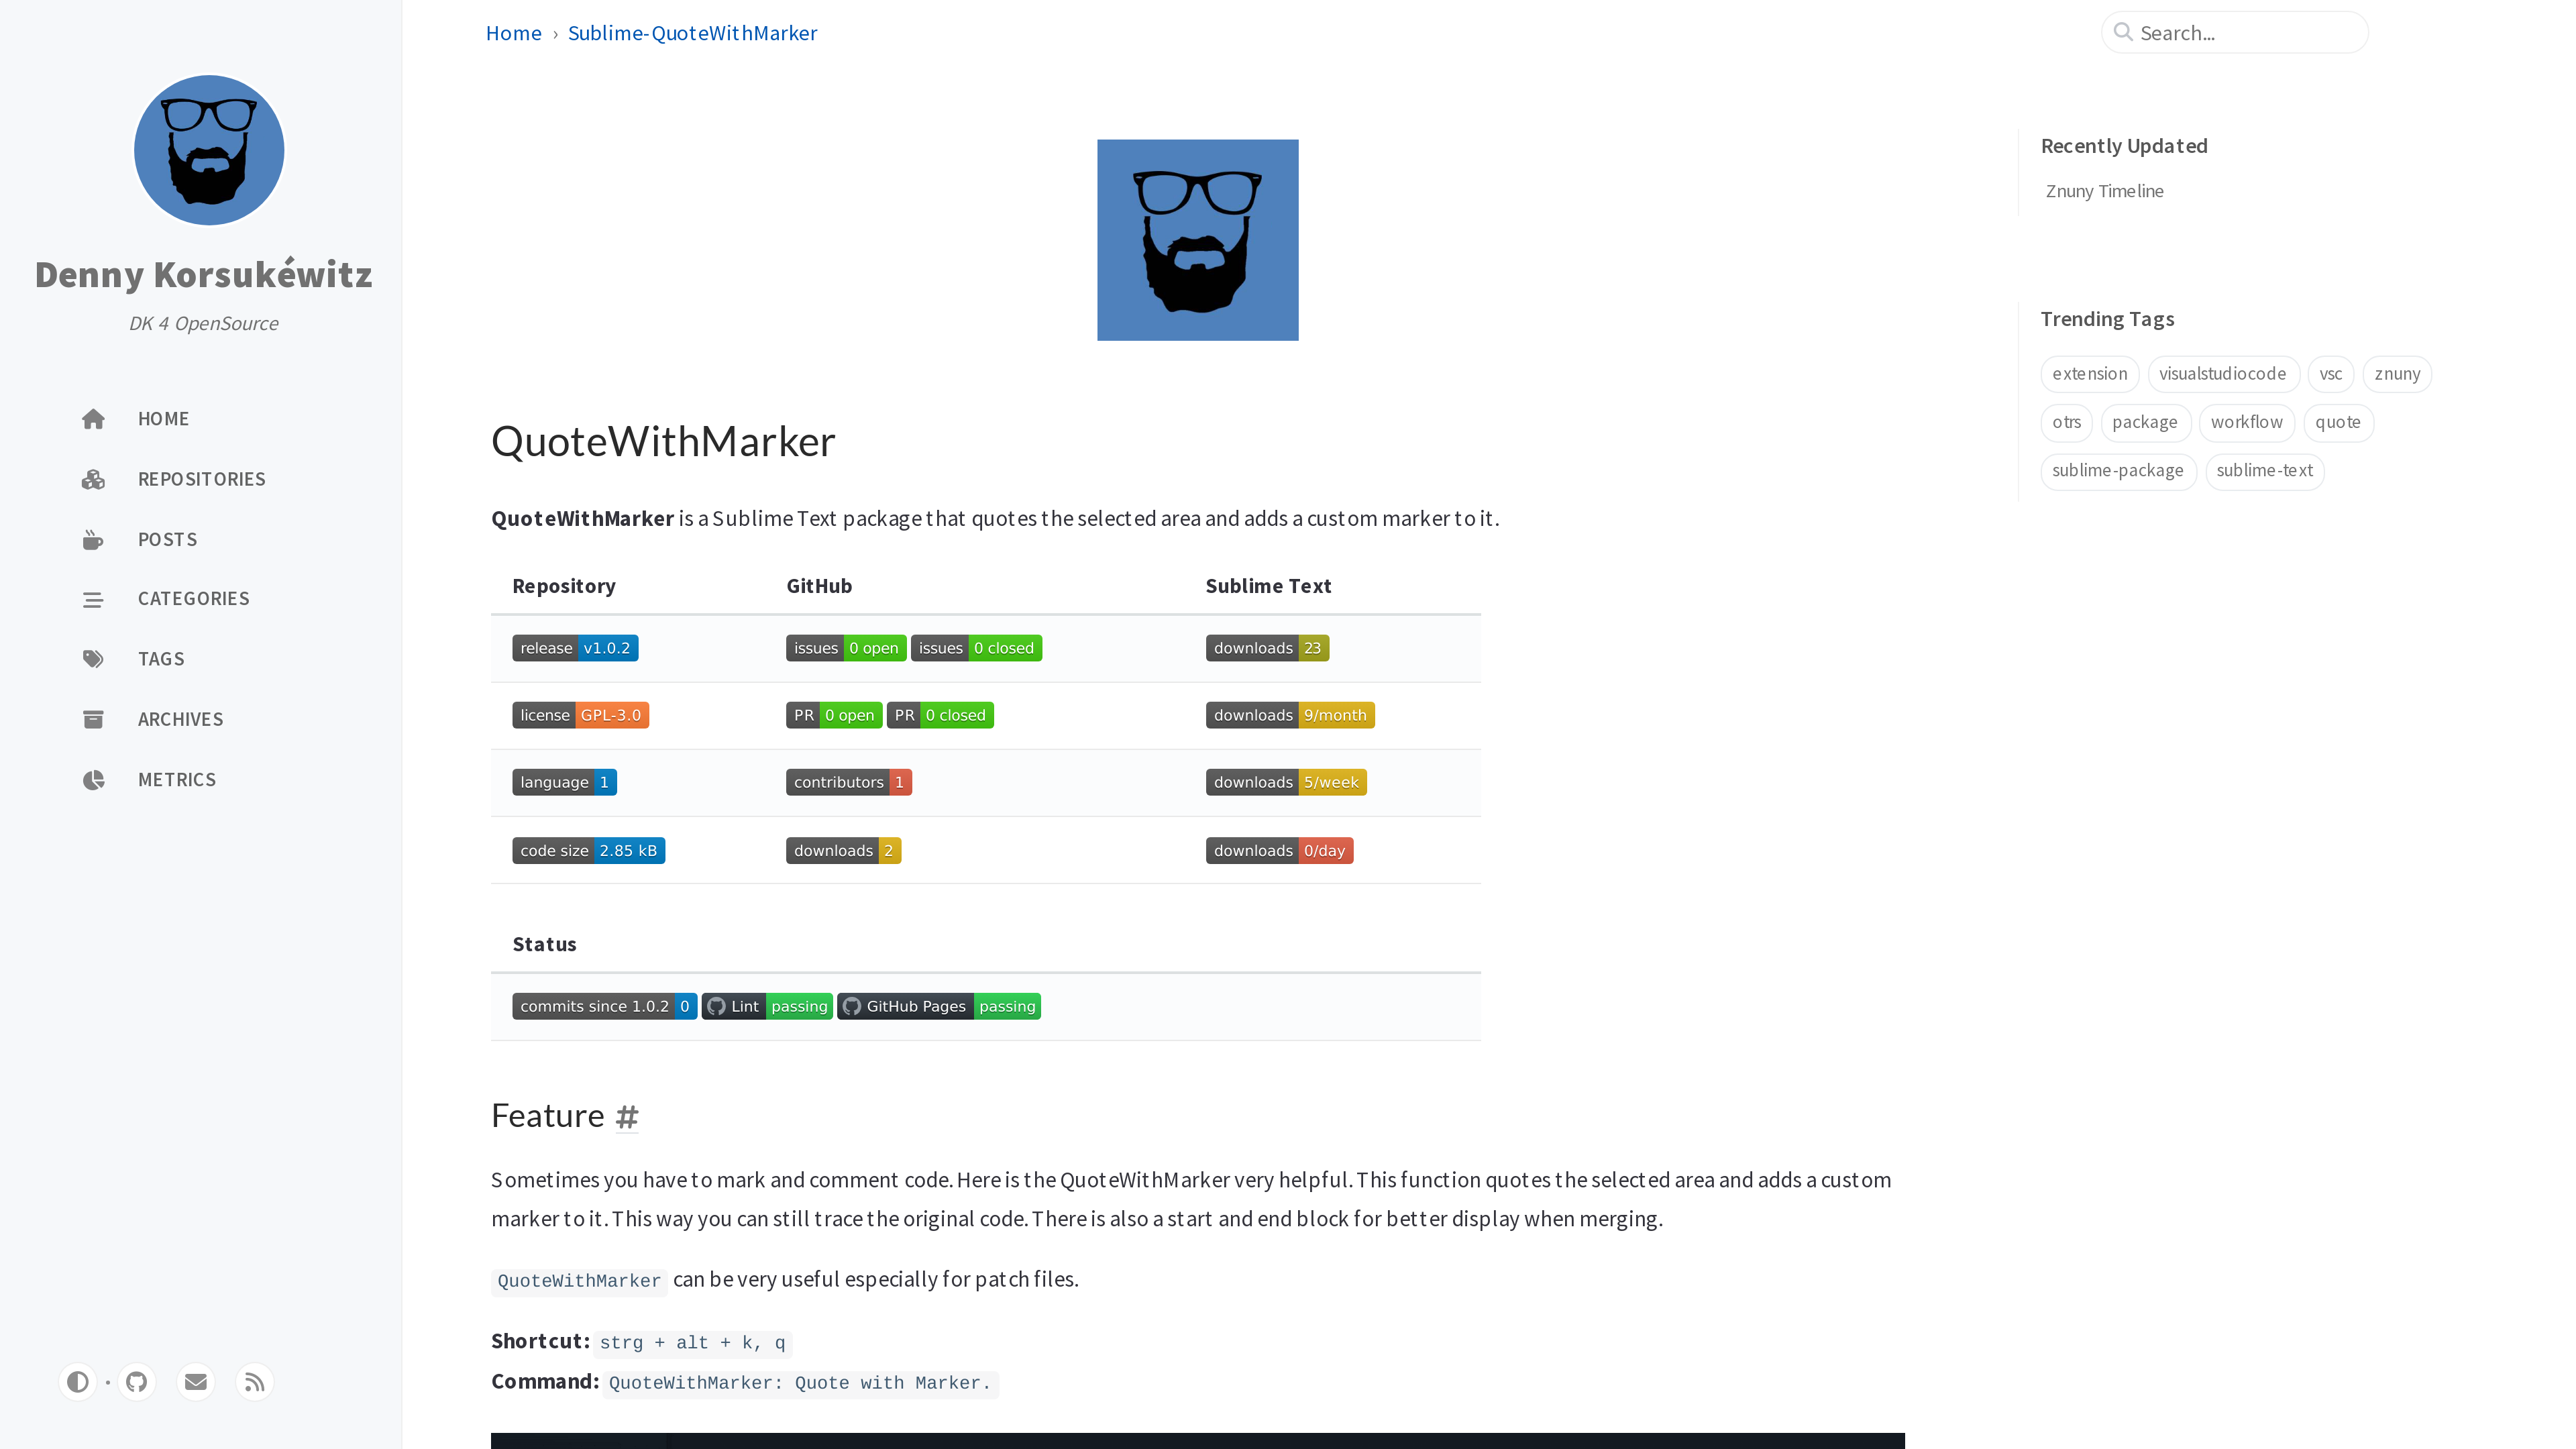 Denny Korsukéwitz
DK 4 OpenSource
HOME
REPOSITORIES
POSTS
CATEGORIES
TAGS
ARCHIVES
METRICS
Home › Sublime-QuoteWithMarker
Search...
QuoteWithMarker
QuoteWithMarker is a Sublime Text package that quotes the selected area and adds a custom marker to it.
Repository GitHub Sublime Text
release v1.0.2 issues 0 open issues 0 closed downloads 23
license GPL-3.0 PR 0 open PR 0 closed downloads 9/month
language 1 contributors 1 downloads 5/week
code size 2.85 kB downloads 2 downloads 0/day
Status
commits since 1.0.2 0 Lint passing GitHub Pages passing
Feature #
Sometimes you have to mark and comment code. Here is the QuoteWithMarker very helpful. This function quotes the selected area and adds a custom
marker to it. This way you can still trace the original code. There is also a start and end block for better display when merging.
QuoteWithMarker can be very useful especially for patch files.
Shortcut: strg + alt + k, q
Command: QuoteWithMarker: Quote with Marker.
Recently Updated
Znuny Timeline
Trending Tags
extension visualstudiocode vsc znuny
otrs package workflow quote
sublime-package sublime-text